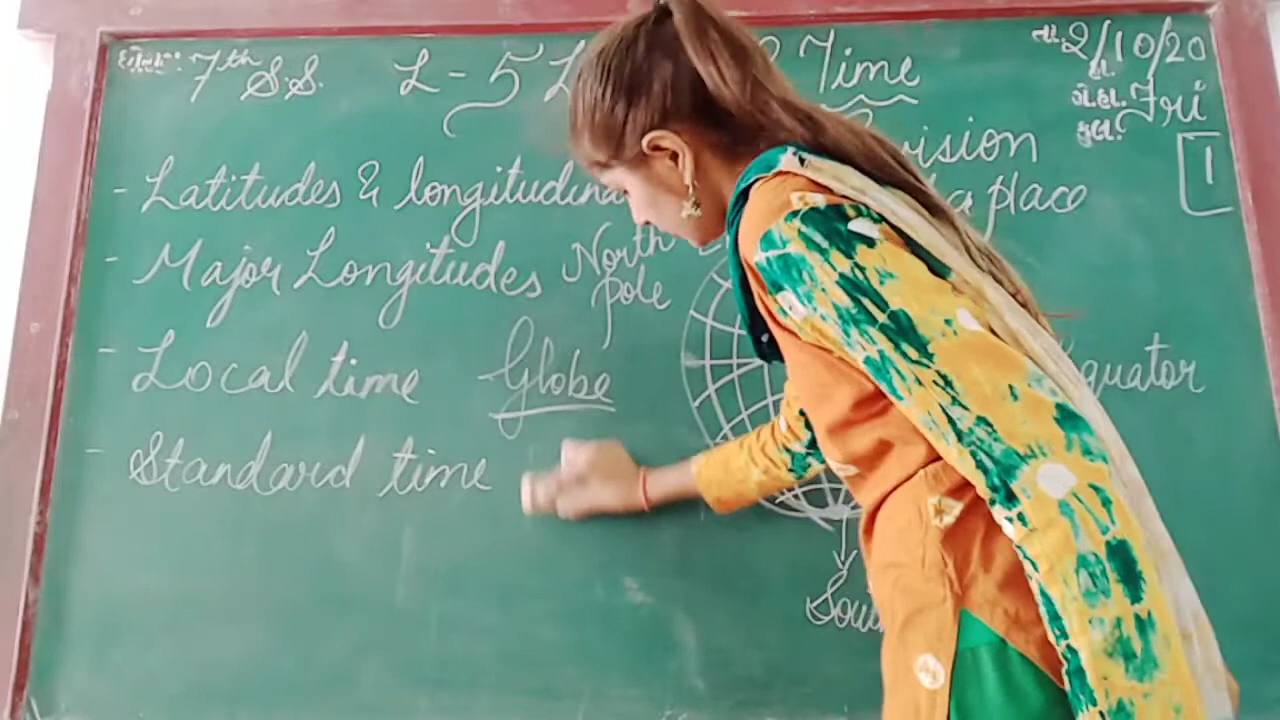 7th S.S. L-5 Time
તા. 2/10/20
Fri
1
- Latitudes & longitudina a place
- Major Longitudes North pole
- Local time Globe quator
- Standard time
Sou